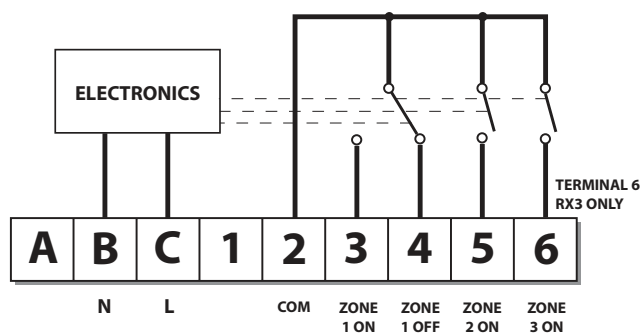 ELECTRONICS
TERMINAL 6
RX3 ONLY
A B C 1 2 3 4 5 6
N L COM ZONE ZONE ZONE ZONE
1 ON 1 OFF 2 ON 3 ON